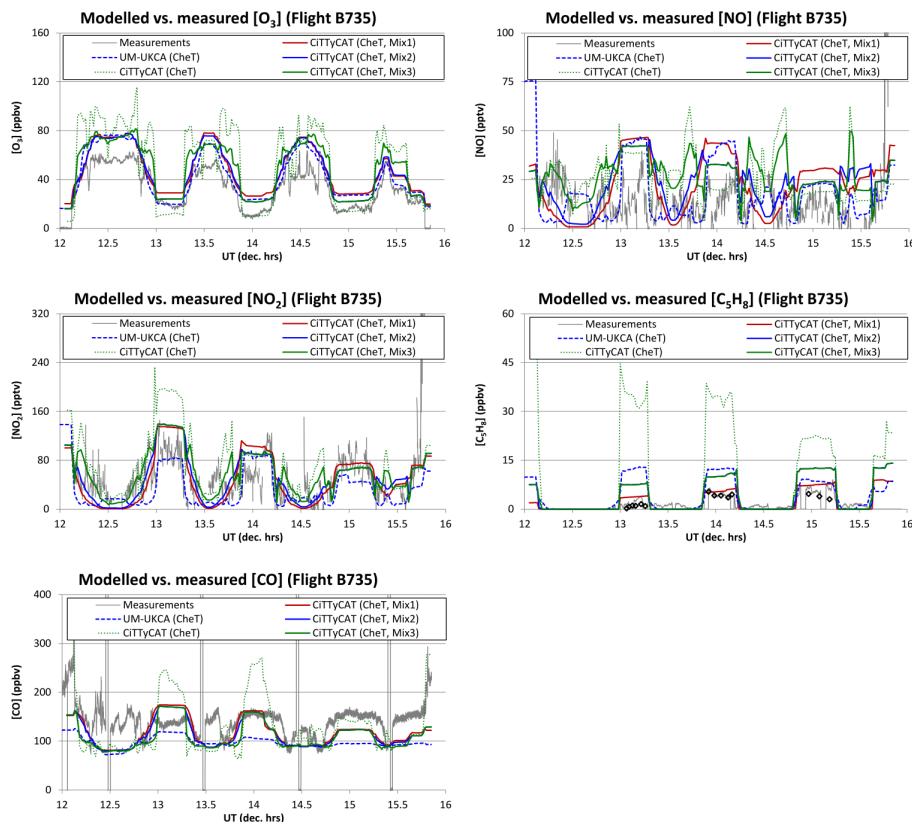 Modelled vs. measured [O3] (Flight B735)
Measurements
CiTTyCAT (CheT, Mix1)
UM-UKCA (CheT)
CiTTyCAT (CheT, Mix2)
CiTTyCAT (CheT)
CiTTyCAT (CheT, Mix3)
[O3] (ppbv)
160
120
80
40
0
12 12.5 13 13.5 14 14.5 15 15.5 16
UT (dec. hrs)
Modelled vs. measured [NO] (Flight B735)
Measurements
CiTTyCAT (CheT, Mix1)
UM-UKCA (CheT)
CiTTyCAT (CheT, Mix2)
CiTTyCAT (CheT)
CiTTyCAT (CheT, Mix3)
[NO] (pptv)
100
75
50
25
0
12 12.5 13 13.5 14 14.5 15 15.5 16
UT (dec. hrs)
Modelled vs. measured [NO2] (Flight B735)
Measurements
CiTTyCAT (CheT, Mix1)
UM-UKCA (CheT)
CiTTyCAT (CheT, Mix2)
CiTTyCAT (CheT)
CiTTyCAT (CheT, Mix3)
[NO2] (pptv)
320
240
160
80
0
12 12.5 13 13.5 14 14.5 15 15.5 16
UT (dec. hrs)
Modelled vs. measured [C5H8] (Flight B735)
Measurements
CiTTyCAT (CheT, Mix1)
UM-UKCA (CheT)
CiTTyCAT (CheT, Mix2)
CiTTyCAT (CheT)
CiTTyCAT (CheT, Mix3)
[C5H8] (ppbv)
60
45
30
15
0
12 12.5 13 13.5 14 14.5 15 15.5 16
UT (dec. hrs)
Modelled vs. measured [CO] (Flight B735)
Measurements
CiTTyCAT (CheT, Mix1)
UM-UKCA (CheT)
CiTTyCAT (CheT, Mix2)
CiTTyCAT (CheT)
CiTTyCAT (CheT, Mix3)
[CO] (ppbv)
400
300
200
100
0
12 12.5 13 13.5 14 14.5 15 15.5 16
UT (dec. hrs)